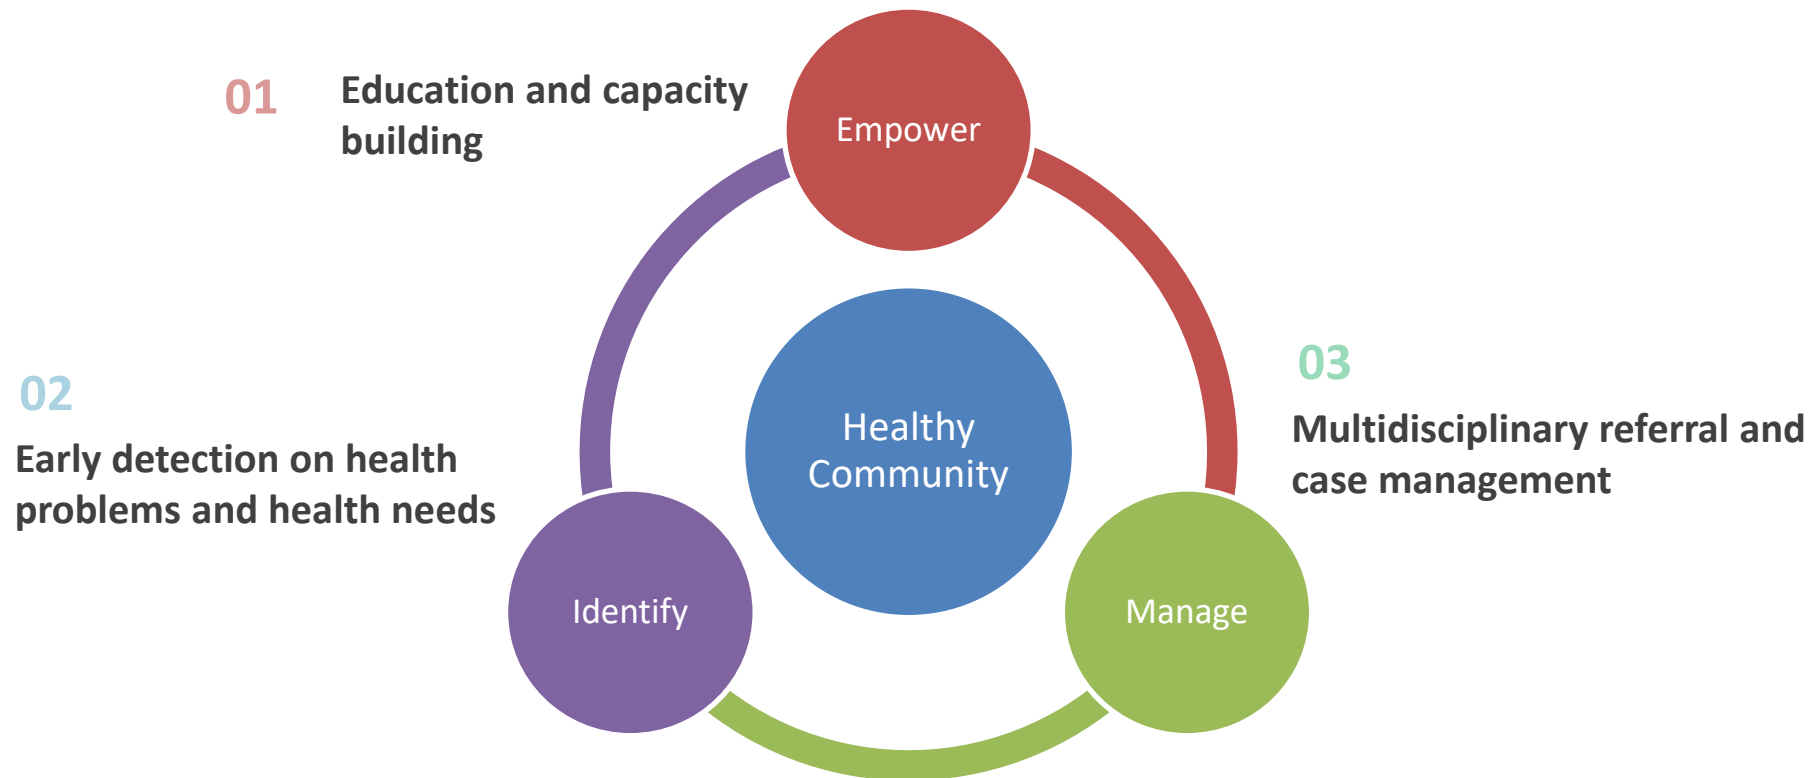 01
Education and capacity
building
Empower
02
Early detection on health
problems and health needs
Healthy
Community
03
Multidisciplinary referral and
case management
Identify
Manage